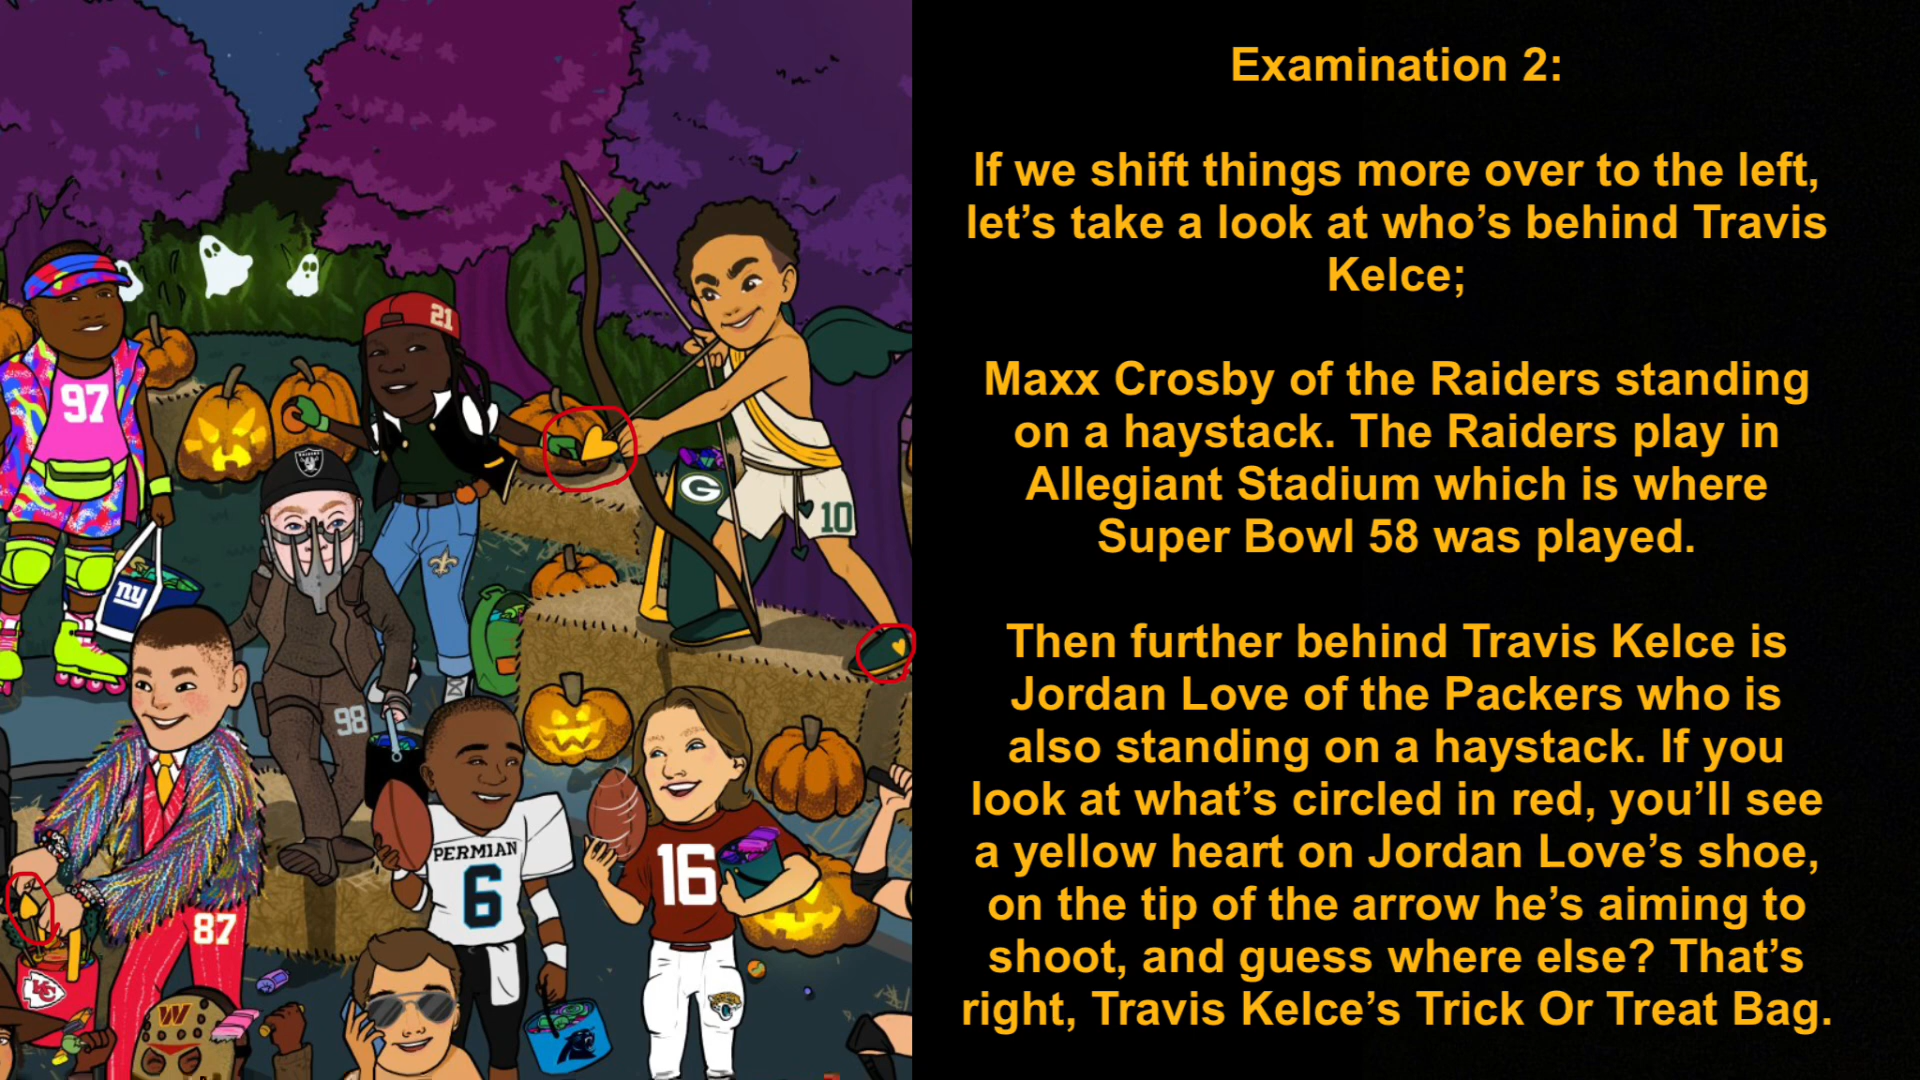 Examination 2:
If we shift things more over to the left,
let’s take a look at who’s behind Travis
Kelce;
Maxx Crosby of the Raiders standing
on a haystack. The Raiders play in
Allegiant Stadium which is where
Super Bowl 58 was played.
Then further behind Travis Kelce is
Jordan Love of the Packers who is
also standing on a haystack. If you
look at what’s circled in red, you’ll see
a yellow heart on Jordan Love’s shoe,
on the tip of the arrow he’s aiming to
shoot, and guess where else? That’s
right, Travis Kelce’s Trick Or Treat Bag.
21
97
RAIDERS
G
10
ny
98
PERMIAN
6
16
87
KC
W